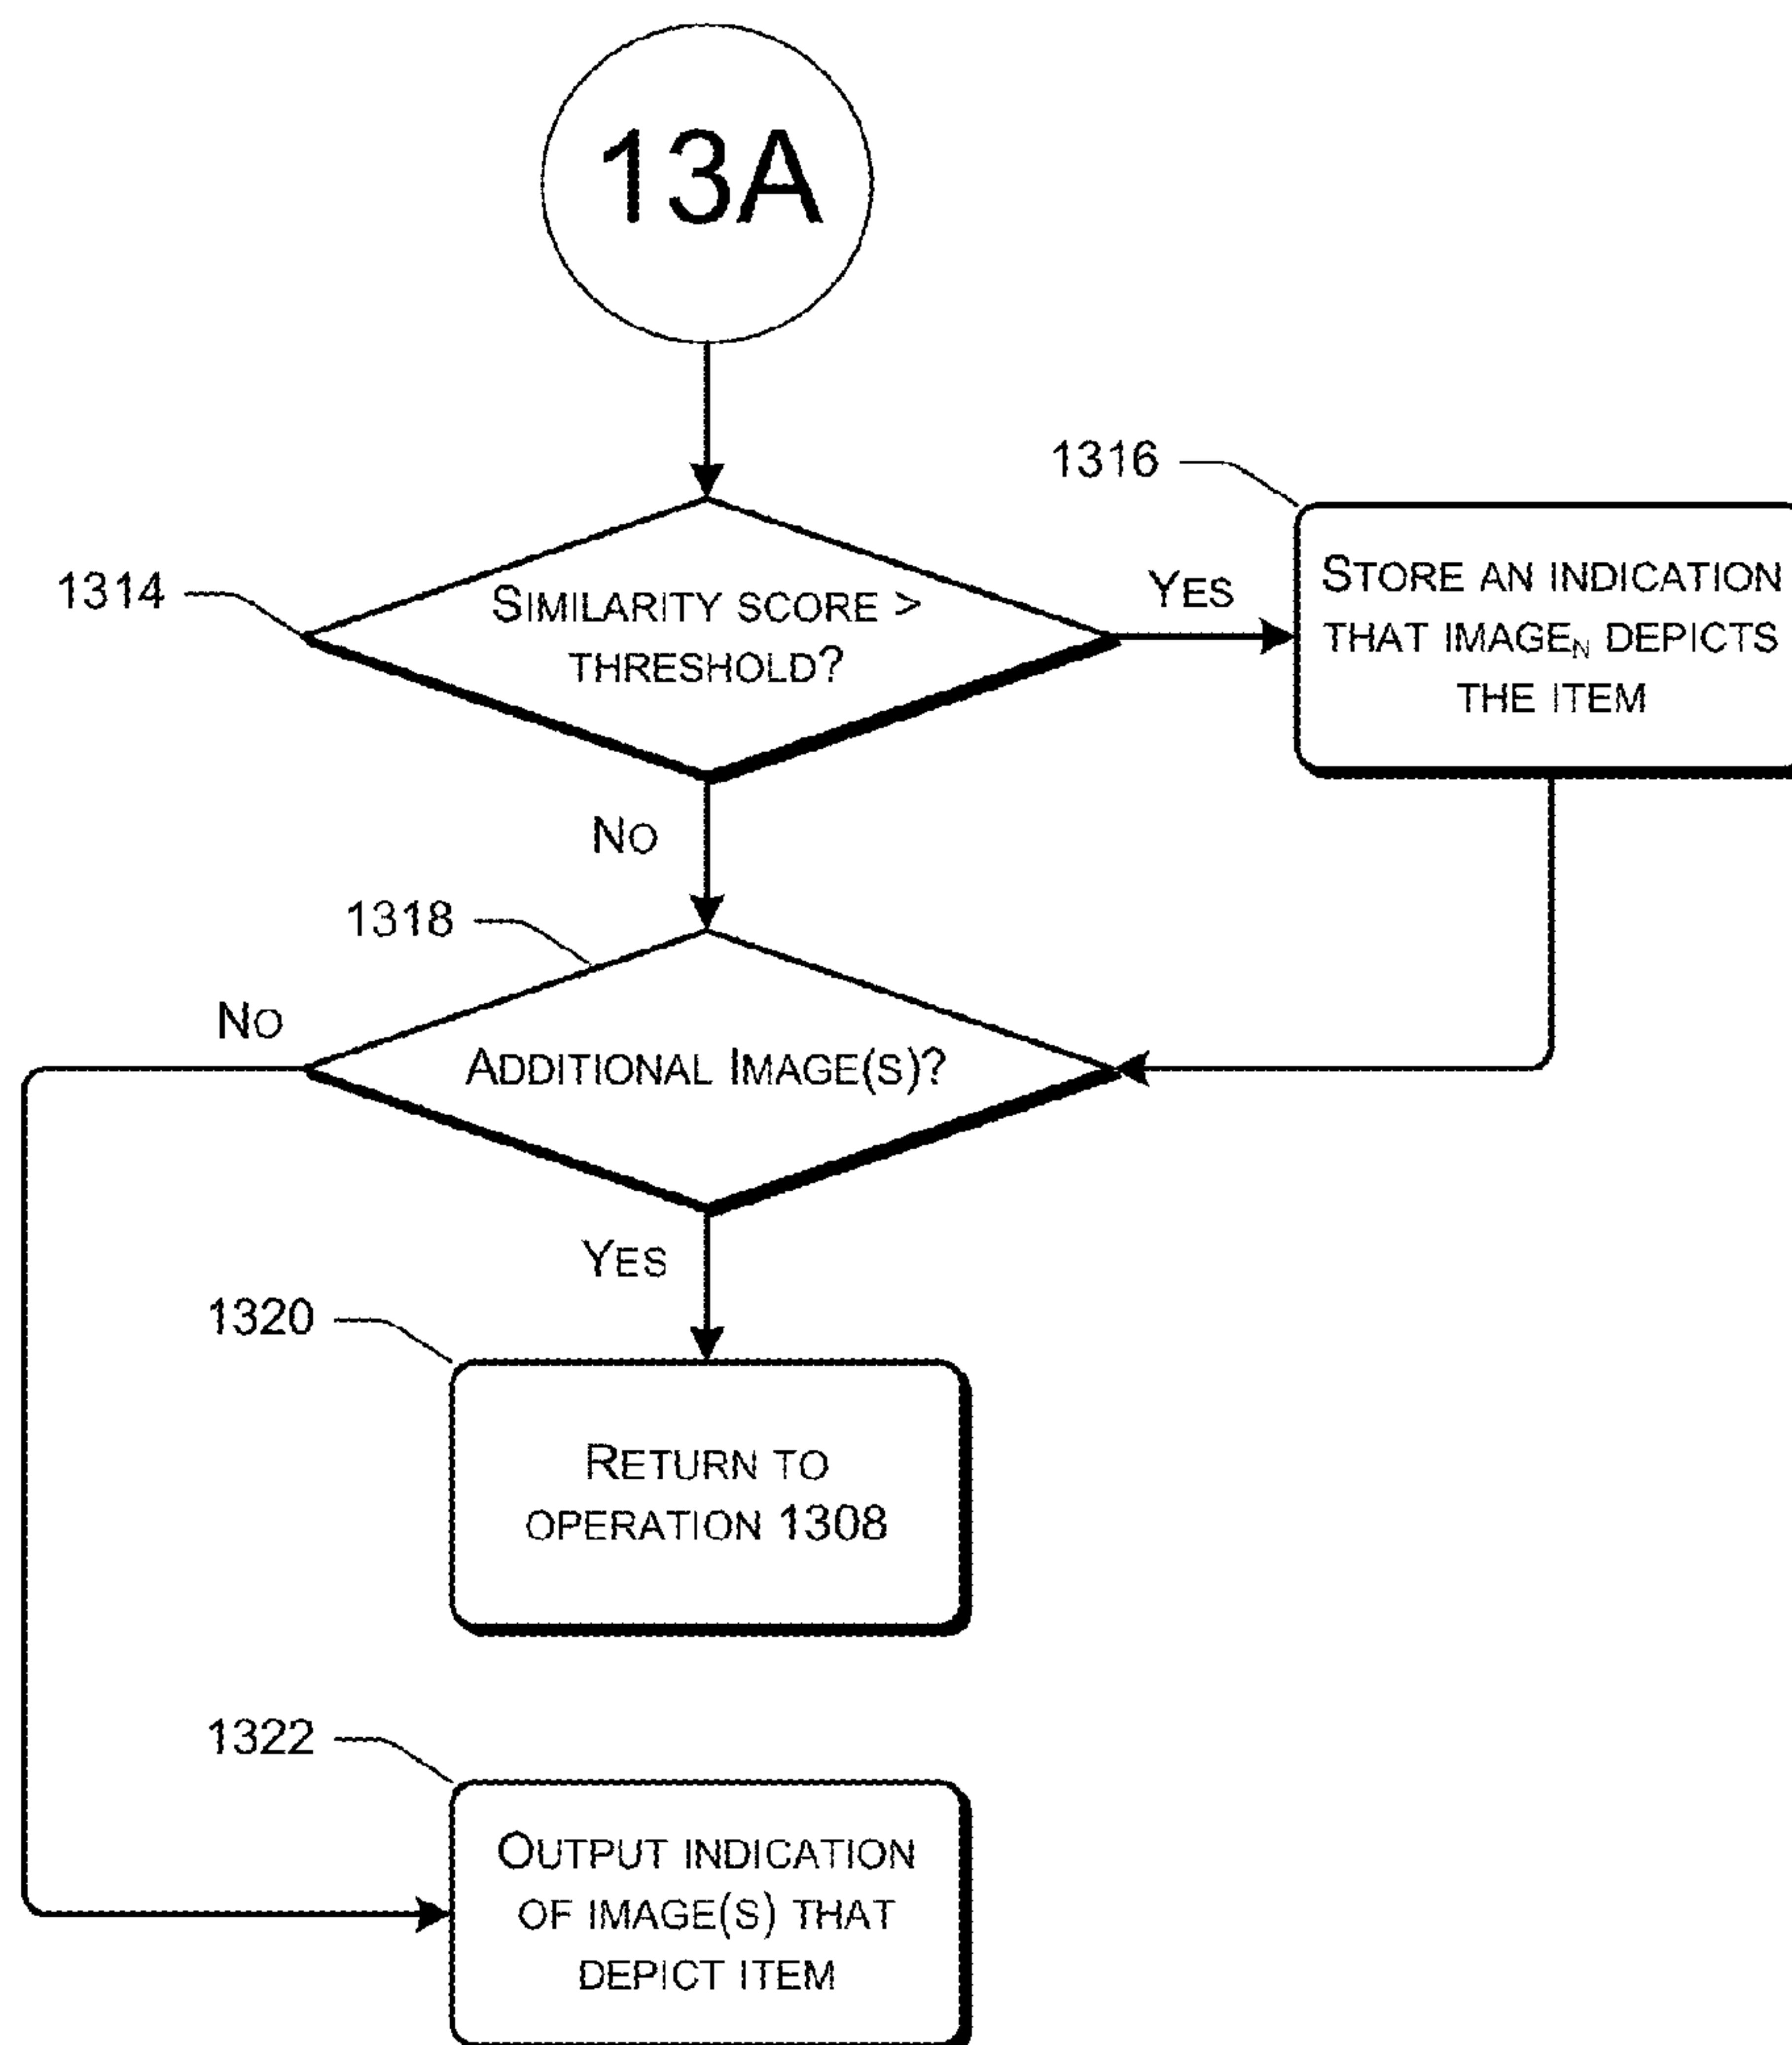 13A
1316
1314
SIMILARITY SCORE >
THRESHOLD?
YES
STORE AN INDICATION
THAT IMAGEN DEPICTS
THE ITEM
NO
1318
NO
ADDITIONAL IMAGE(S)?
YES
1320
RETURN TO
OPERATION 1308
1322
OUTPUT INDICATION
OF IMAGE(S) THAT
DEPICT ITEM